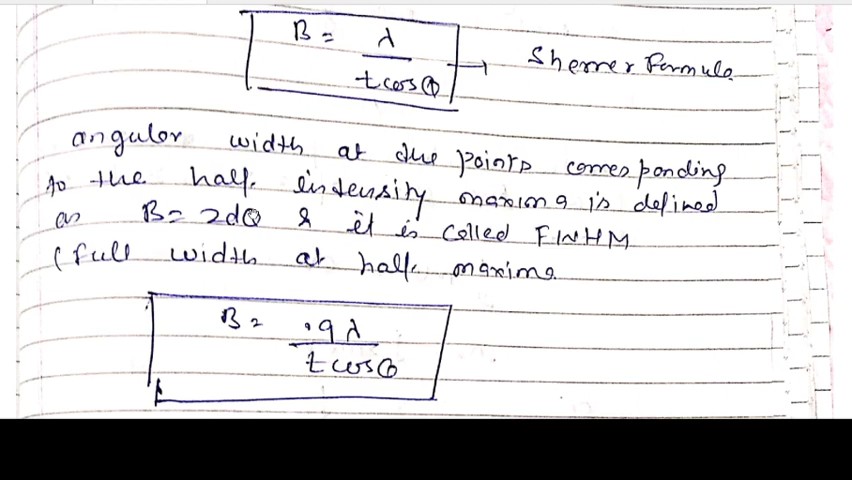 B = λ / t cos θ → Sherrer Formula
angular width at the points corresponding
to the half intensity maxima is defined
as B = 2dθ & it is called FWHM
(full width at half maxima
B = .9λ / t cos θ